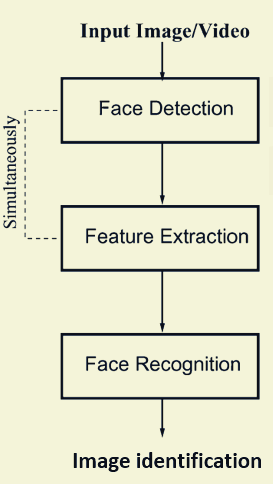 Input Image/Video
Face Detection
Simultaneously
Feature Extraction
Face Recognition
Image identification